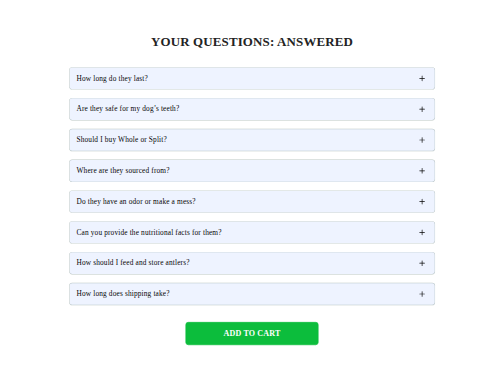 YOUR QUESTIONS: ANSWERED
How long do they last? +
Are they safe for my dog's teeth? +
Should I buy Whole or Split? +
Where are they sourced from? +
Do they have an odor or make a mess? +
Can you provide the nutritional facts for them? +
How should I feed and store antlers? +
How long does shipping take? +
ADD TO CART